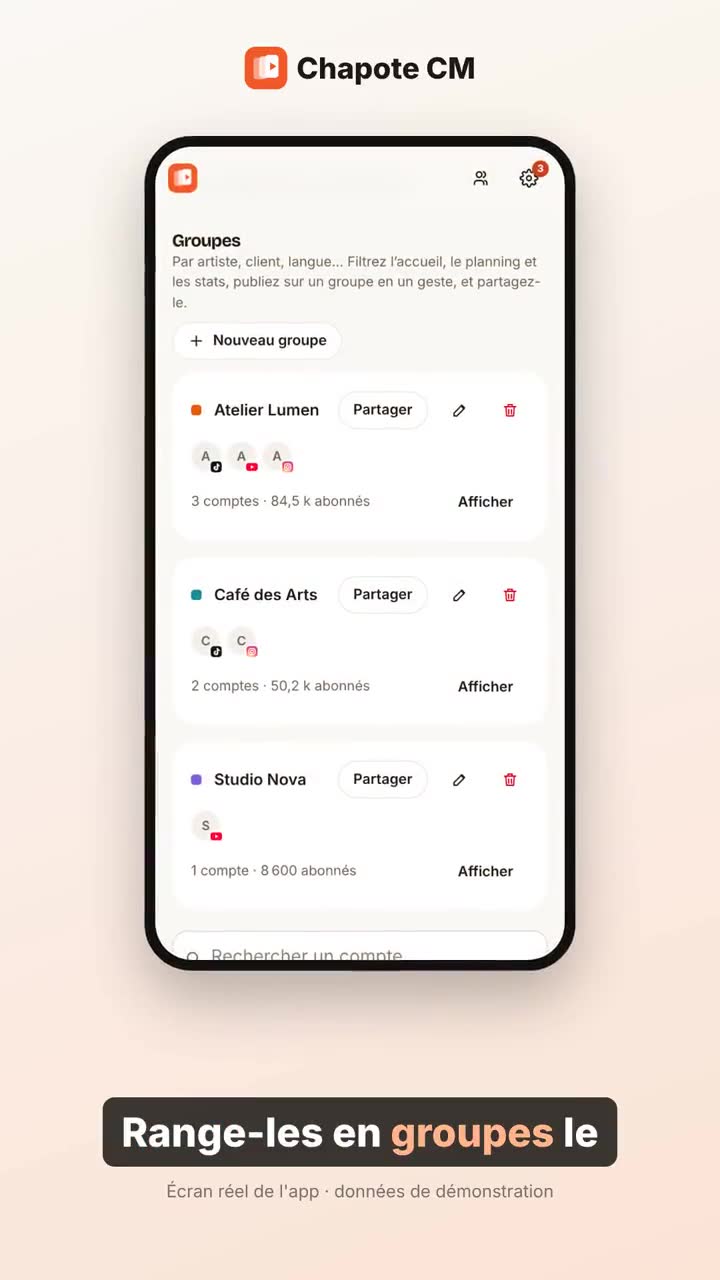 Chapote CM
3
Groupes
Par artiste, client, langue… Filtrez l’accueil, le planning et
les stats, publiez sur un groupe en un geste, et partagez-
le.
+ Nouveau groupe
Atelier Lumen Partager
A A A
3 comptes · 84,5 k abonnés Afficher
Café des Arts Partager
C C
2 comptes · 50,2 k abonnés Afficher
Studio Nova Partager
S
1 compte · 8 600 abonnés Afficher
Rechercher un compte
Range-les en groupes le
Écran réel de l'app · données de démonstration